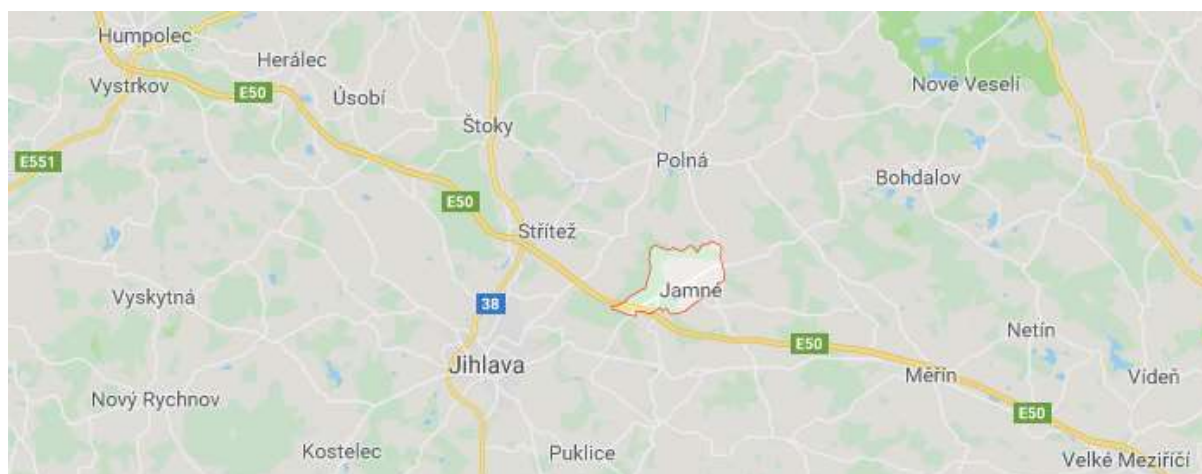 Humpolec
Herálec
Nové Veselí
Vystrkov
E50
Úsobí
Štoky
E551
Polná
Bohdalov
E50
Střítež
Jamné
Vyskytná
38
Netín
E50
Jihlava
Měřín
Vídeň
Nový Rychnov
E50
Kostelec
Puklice
Velké Meziříčí